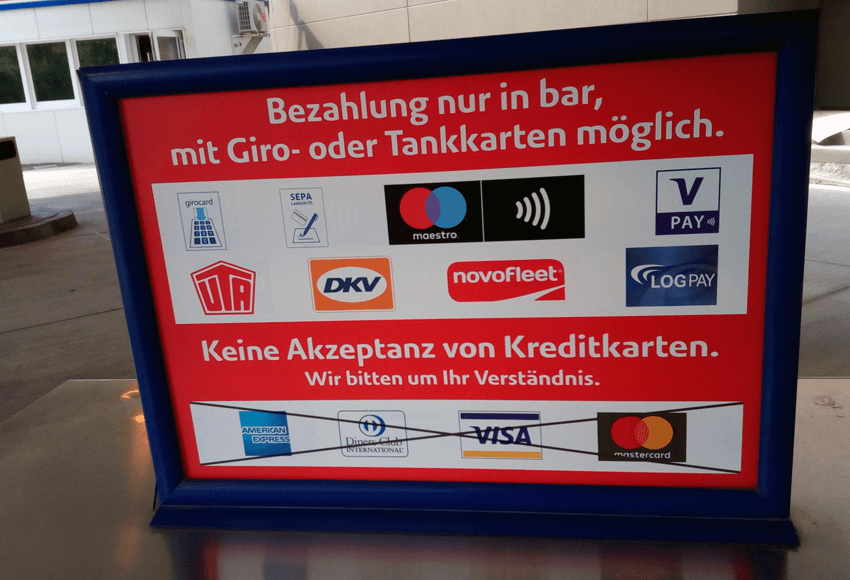 Bezahlung nur in bar,
mit Giro- oder Tankkarten möglich.
girocard
SEPA
maestro
V
PAY
UTA
DKV
novofleet
LOGPAY
Keine Akzeptanz von Kreditkarten.
Wir bitten um Ihr Verständnis.
AMERICAN
EXPRESS
Diners Club
INTERNATIONAL
VISA
mastercard